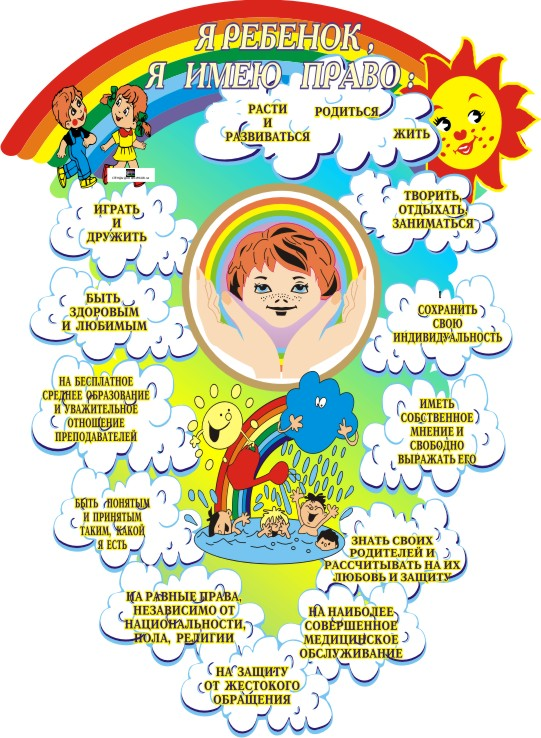 Я РЕБЕНОК,
Я ИМЕЮ ПРАВО:
РАСТИ
И
РАЗВИВАТЬСЯ
РОДИТЬСЯ
ЖИТЬ
ИГРАТЬ
И
ДРУЖИТЬ
ТВОРИТЬ,
ОТДЫХАТЬ,
ЗАНИМАТЬСЯ
БЫТЬ
ЗДОРОВЫМ
И ЛЮБИМЫМ
СОХРАНИТЬ
СВОЮ
ИНДИВИДУАЛЬНОСТЬ
НА БЕСПЛАТНОЕ
СРЕДНЕЕ ОБРАЗОВАНИЕ
И УВАЖИТЕЛЬНОЕ
ОТНОШЕНИЕ
ПРЕПОДАВАТЕЛЕЙ
ИМЕТЬ
СОБСТВЕННОЕ
МНЕНИЕ И
СВОБОДНО
ВЫРАЖАТЬ ЕГО
БЫТЬ ПОНЯТЫМ
И ПРИНЯТЫМ
ТАКИМ, КАКОЙ
Я ЕСТЬ
ЗНАТЬ СВОИХ
РОДИТЕЛЕЙ И
РАССЧИТЫВАТЬ НА ИХ
ЛЮБОВЬ И ЗАЩИТУ
НА РАВНЫЕ ПРАВА,
НЕЗАВИСИМО ОТ
НАЦИОНАЛЬНОСТИ,
ПОЛА, РЕЛИГИИ
НА НАИБОЛЕЕ
СОВЕРШЕННОЕ
МЕДИЦИНСКОЕ
ОБСЛУЖИВАНИЕ
НА ЗАЩИТУ
ОТ ЖЕСТОКОГО
ОБРАЩЕНИЯ